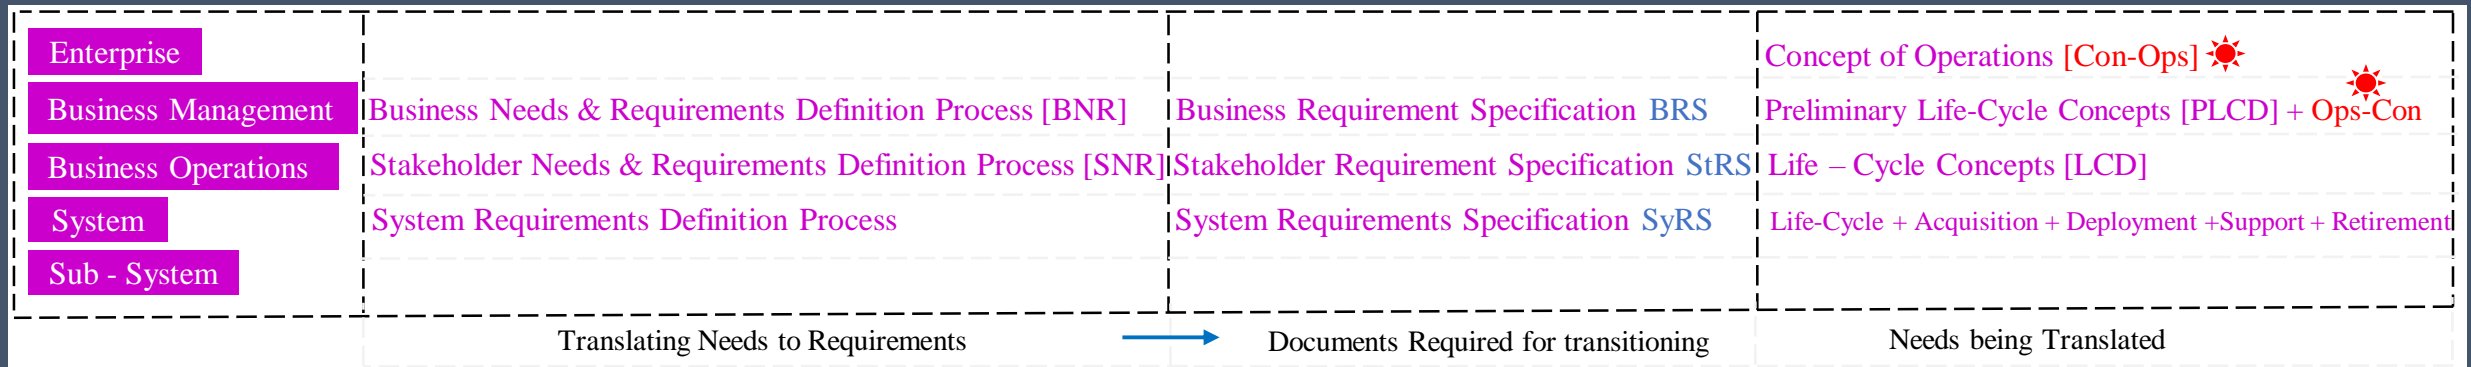 Enterprise Concept of Operations [Con-Ops]
Business Management Business Needs & Requirements Definition Process [BNR] Business Requirement Specification BRS Preliminary Life-Cycle Concepts [PLCD] + Ops-Con
Business Operations Stakeholder Needs & Requirements Definition Process [SNR] Stakeholder Requirement Specification StRS Life – Cycle Concepts [LCD]
System System Requirements Definition Process System Requirements Specification SyRS Life-Cycle + Acquisition + Deployment +Support + Retirement
Sub - System
Translating Needs to Requirements Documents Required for transitioning Needs being Translated